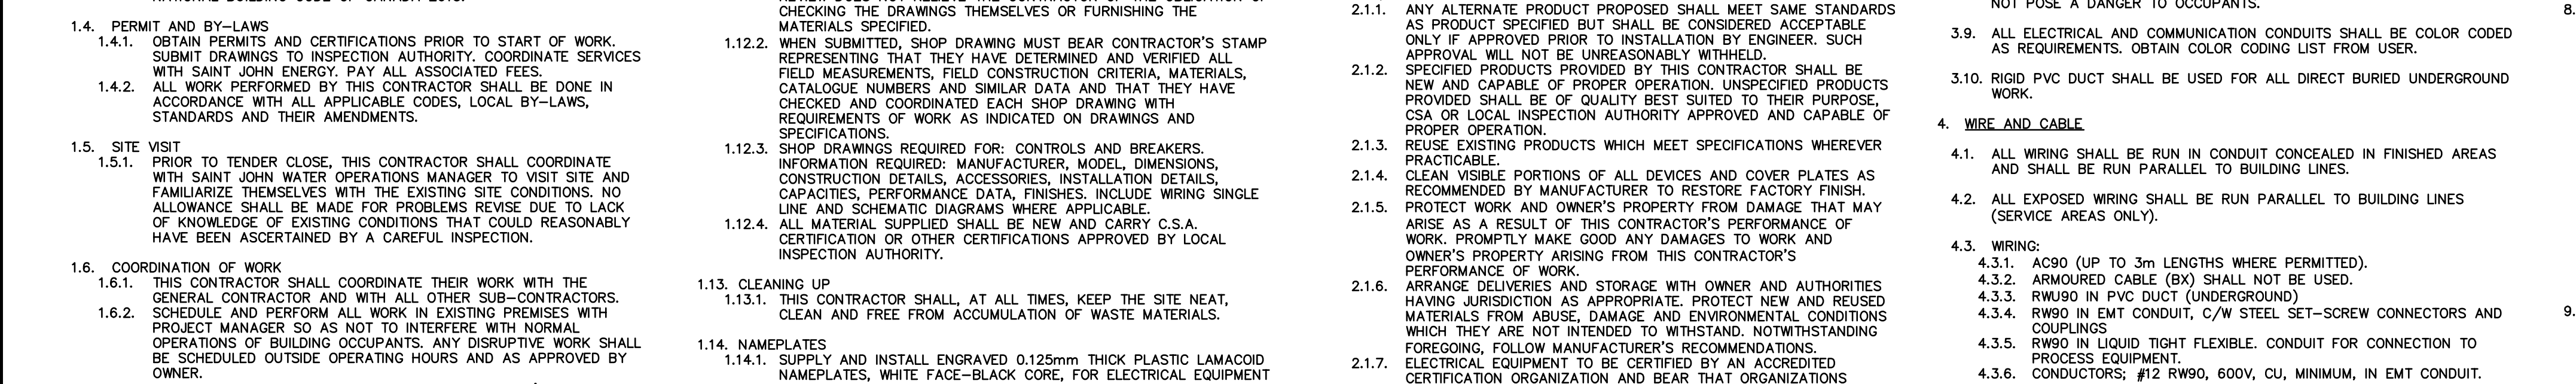 1.4. PERMIT AND BY-LAWS
1.4.1. OBTAIN PERMITS AND CERTIFICATIONS PRIOR TO START OF WORK.
SUBMIT DRAWINGS TO INSPECTION AUTHORITY. COORDINATE SERVICES
WITH SAINT JOHN ENERGY. PAY ALL ASSOCIATED FEES.
1.4.2. ALL WORK PERFORMED BY THIS CONTRACTOR SHALL BE DONE IN
ACCORDANCE WITH ALL APPLICABLE CODES, LOCAL BY-LAWS,
STANDARDS AND THEIR AMENDMENTS.
1.5. SITE VISIT
1.5.1. PRIOR TO TENDER CLOSE, THIS CONTRACTOR SHALL COORDINATE
WITH SAINT JOHN WATER OPERATIONS MANAGER TO VISIT SITE AND
FAMILIARIZE THEMSELVES WITH THE EXISTING SITE CONDITIONS. NO
ALLOWANCE SHALL BE MADE FOR PROBLEMS REVISE DUE TO LACK
OF KNOWLEDGE OF EXISTING CONDITIONS THAT COULD REASONABLY
HAVE BEEN ASCERTAINED BY A CAREFUL INSPECTION.
1.6. COORDINATION OF WORK
1.6.1. THIS CONTRACTOR SHALL COORDINATE THEIR WORK WITH THE
GENERAL CONTRACTOR AND WITH ALL OTHER SUB-CONTRACTORS.
1.6.2. SCHEDULE AND PERFORM ALL WORK IN EXISTING PREMISES WITH
PROJECT MANAGER SO AS NOT TO INTERFERE WITH NORMAL
OPERATIONS OF BUILDING OCCUPANTS. ANY DISRUPTIVE WORK SHALL
BE SCHEDULED OUTSIDE OPERATING HOURS AND AS APPROVED BY
OWNER.
CHECKING THE DRAWINGS THEMSELVES OR FURNISHING THE
MATERIALS SPECIFIED.
1.12.2. WHEN SUBMITTED, SHOP DRAWING MUST BEAR CONTRACTOR'S STAMP
REPRESENTING THAT THEY HAVE DETERMINED AND VERIFIED ALL
FIELD MEASUREMENTS, FIELD CONSTRUCTION CRITERIA, MATERIALS,
CATALOGUE NUMBERS AND SIMILAR DATA AND THAT THEY HAVE
CHECKED AND COORDINATED EACH SHOP DRAWING WITH
REQUIREMENTS OF WORK AS INDICATED ON DRAWINGS AND
SPECIFICATIONS.
1.12.3. SHOP DRAWINGS REQUIRED FOR: CONTROLS AND BREAKERS.
INFORMATION REQUIRED: MANUFACTURER, MODEL, DIMENSIONS,
CONSTRUCTION DETAILS, ACCESSORIES, INSTALLATION DETAILS,
CAPACITIES, PERFORMANCE DATA, FINISHES. INCLUDE WIRING SINGLE
LINE AND SCHEMATIC DIAGRAMS WHERE APPLICABLE.
1.12.4. ALL MATERIAL SUPPLIED SHALL BE NEW AND CARRY C.S.A.
CERTIFICATION OR OTHER CERTIFICATIONS APPROVED BY LOCAL
INSPECTION AUTHORITY.
1.13. CLEANING UP
1.13.1. THIS CONTRACTOR SHALL, AT ALL TIMES, KEEP THE SITE NEAT,
CLEAN AND FREE FROM ACCUMULATION OF WASTE MATERIALS.
1.14. NAMEPLATES
1.14.1. SUPPLY AND INSTALL ENGRAVED 0.125mm THICK PLASTIC LAMACOID
NAMEPLATES, WHITE FACE-BLACK CORE, FOR ELECTRICAL EQUIPMENT
2.1.1. ANY ALTERNATE PRODUCT PROPOSED SHALL MEET SAME STANDARDS
AS PRODUCT SPECIFIED BUT SHALL BE CONSIDERED ACCEPTABLE
ONLY IF APPROVED PRIOR TO INSTALLATION BY ENGINEER. SUCH
APPROVAL WILL NOT BE UNREASONABLY WITHHELD.
2.1.2. SPECIFIED PRODUCTS PROVIDED BY THIS CONTRACTOR SHALL BE
NEW AND CAPABLE OF PROPER OPERATION. UNSPECIFIED PRODUCTS
PROVIDED SHALL BE OF QUALITY BEST SUITED TO THEIR PURPOSE,
CSA OR LOCAL INSPECTION AUTHORITY APPROVED AND CAPABLE OF
PROPER OPERATION.
2.1.3. REUSE EXISTING PRODUCTS WHICH MEET SPECIFICATIONS WHEREVER
PRACTICABLE.
2.1.4. CLEAN VISIBLE PORTIONS OF ALL DEVICES AND COVER PLATES AS
RECOMMENDED BY MANUFACTURER TO RESTORE FACTORY FINISH.
2.1.5. PROTECT WORK AND OWNER'S PROPERTY FROM DAMAGE THAT MAY
ARISE AS A RESULT OF THIS CONTRACTOR'S PERFORMANCE OF
WORK. PROMPTLY MAKE GOOD ANY DAMAGES TO WORK AND
OWNER'S PROPERTY ARISING FROM THIS CONTRACTOR'S
PERFORMANCE OF WORK.
2.1.6. ARRANGE DELIVERIES AND STORAGE WITH OWNER AND AUTHORITIES
HAVING JURISDICTION AS APPROPRIATE. PROTECT NEW AND REUSED
MATERIALS FROM ABUSE, DAMAGE AND ENVIRONMENTAL CONDITIONS
WHICH THEY ARE NOT INTENDED TO WITHSTAND. NOTWITHSTANDING
FOREGOING, FOLLOW MANUFACTURER'S RECOMMENDATIONS.
2.1.7. ELECTRICAL EQUIPMENT TO BE CERTIFIED BY AN ACCREDITED
CERTIFICATION ORGANIZATION AND BEAR THAT ORGANIZATIONS
NOT POSE A DANGER TO OCCUPANTS.
3.9. ALL ELECTRICAL AND COMMUNICATION CONDUITS SHALL BE COLOR CODED
AS REQUIREMENTS. OBTAIN COLOR CODING LIST FROM USER.
3.10. RIGID PVC DUCT SHALL BE USED FOR ALL DIRECT BURIED UNDERGROUND
WORK.
4. WIRE AND CABLE
4.1. ALL WIRING SHALL BE RUN IN CONDUIT CONCEALED IN FINISHED AREAS
AND SHALL BE RUN PARALLEL TO BUILDING LINES.
4.2. ALL EXPOSED WIRING SHALL BE RUN PARALLEL TO BUILDING LINES
(SERVICE AREAS ONLY).
4.3. WIRING:
4.3.1. AC90 (UP TO 3m LENGTHS WHERE PERMITTED).
4.3.2. ARMOURED CABLE (BX) SHALL NOT BE USED.
4.3.3. RWU90 IN PVC DUCT (UNDERGROUND)
4.3.4. RW90 IN EMT CONDUIT, C/W STEEL SET-SCREW CONNECTORS AND
COUPLINGS
4.3.5. RW90 IN LIQUID TIGHT FLEXIBLE. CONDUIT FOR CONNECTION TO
PROCESS EQUIPMENT.
4.3.6. CONDUCTORS; #12 RW90, 600V, CU, MINIMUM, IN EMT CONDUIT.
8.
9.